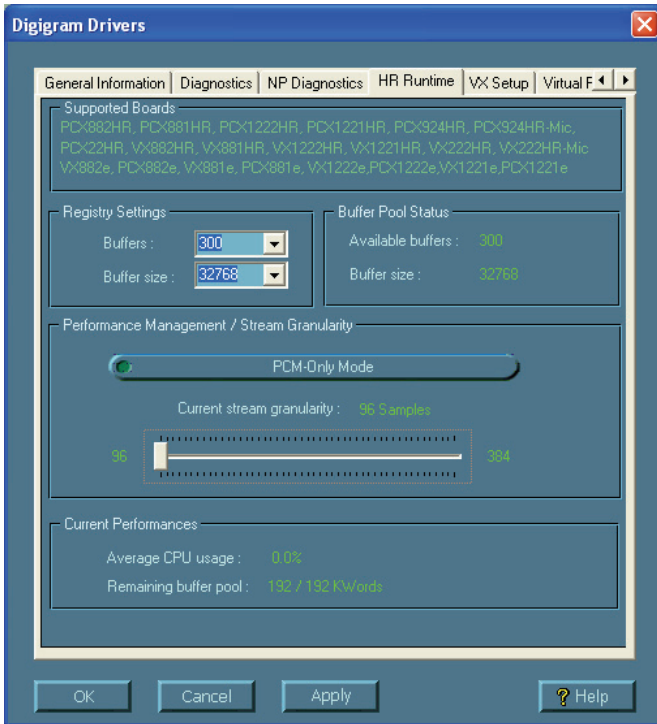 Digigram Drivers
General Information Diagnostics NP Diagnostics HR Runtime VX Setup Virtual F
Supported Boards
PCX882HR, PCX881HR, PCX1222HR, PCX1221HR, PCX924HR, PCX924HR-Mic,
PCX22HR, VX882HR, VX881HR, VX1222HR, VX1221HR, VX222HR, VX222HR-Mic
VX882e, PCX882e, VX881e, PCX881e, VX1222e,PCX1222e,VX1221e,PCX1221e
Registry Settings
Buffers : 300
Buffer size : 32768
Buffer Pool Status
Available buffers : 300
Buffer size : 32768
Performance Management / Stream Granularity
PCM-Only Mode
Current stream granularity : 96 Samples
96 384
Current Performances
Average CPU usage : 0.0%
Remaining buffer pool : 192 / 192 KWords
OK Cancel Apply ? Help